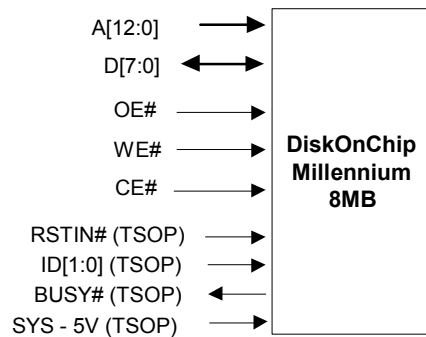 A[12:0]
D[7:0]
OE#
WE#
CE#
RSTIN# (TSOP)
ID[1:0] (TSOP)
BUSY# (TSOP)
SYS - 5V (TSOP)
DiskOnChip
Millennium
8MB